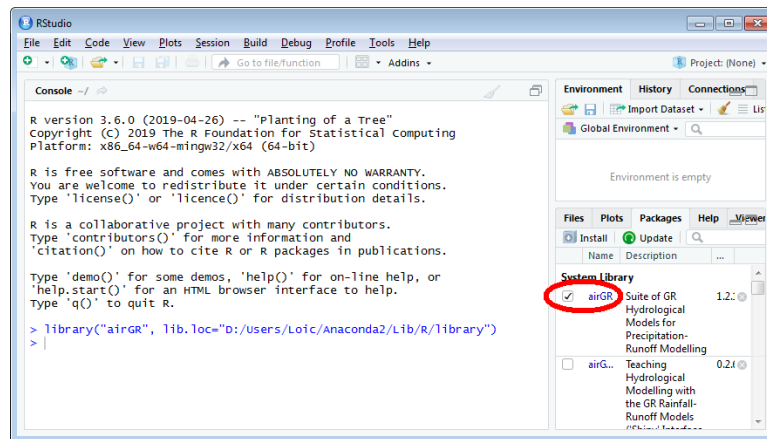 RStudio
File Edit Code View Plots Session Build Debug Profile Tools Help
Go to file/function Addins
Project: (None)
Console ~/
R version 3.6.0 (2019-04-26) -- "Planting of a Tree"
Copyright (C) 2019 The R Foundation for Statistical Computing
Platform: x86_64-w64-mingw32/x64 (64-bit)
R is free software and comes with ABSOLUTELY NO WARRANTY.
You are welcome to redistribute it under certain conditions.
Type 'license()' or 'licence()' for distribution details.
R is a collaborative project with many contributors.
Type 'contributors()' for more information and
'citation()' on how to cite R or R packages in publications.
Type 'demo()' for some demos, 'help()' for on-line help, or
'help.start()' for an HTML browser interface to help.
Type 'q()' to quit R.
> library("airGR", lib.loc="D:/Users/Loic/Anaconda2/Lib/R/library")
>
Environment History Connections
Import Dataset Lis
Global Environment
Environment is empty
Files Plots Packages Help Viewer
Install Update
Name Description ...
System Library
airGR Suite of GR 1.2.
Hydrological
Models for
Precipitation-
Runoff Modelling
airG... Teaching 0.2.
Hydrological
Modelling with
the GR Rainfall-
Runoff Models
('Shiny' Interface